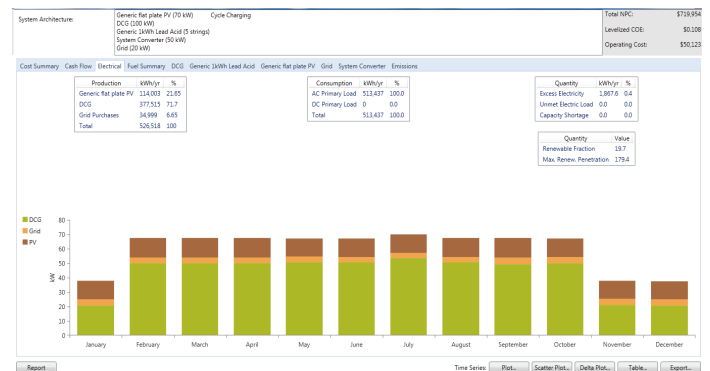 System Architecture:
Generic flat plate PV (70 kW) Cycle Charging
DCG (100 kW)
Generic 1kWh Lead Acid (5 strings)
System Converter (50 kW)
Grid (20 kW)
Total NPC: $719,954
Levelized COE: $0.108
Operating Cost: $50,123
Cost Summary Cash Flow Electrical Fuel Summary DCG Generic 1kWh Lead Acid Generic flat plate PV Grid System Converter Emissions
Production kWh/yr %
Generic flat plate PV 114,003 21.65
DCG 377,515 71.7
Grid Purchases 34,999 6.65
Total 526,518 100
Consumption kWh/yr %
AC Primary Load 513,437 100.0
DC Primary Load 0 0.0
Total 513,437 100.0
Quantity kWh/yr %
Excess Electricity 1,867.6 0.4
Unmet Electric Load 0.0 0.0
Capacity Shortage 0.0 0.0
Quantity Value
Renewable Fraction 19.7
Max. Renew. Penetration 179.4
DCG
Grid
PV
kW
80
70
60
50
40
30
20
10
0
January February March April May June July August September October November December
Report
Time Series: Plot... Scatter Plot... Delta Plot... Table... Export...